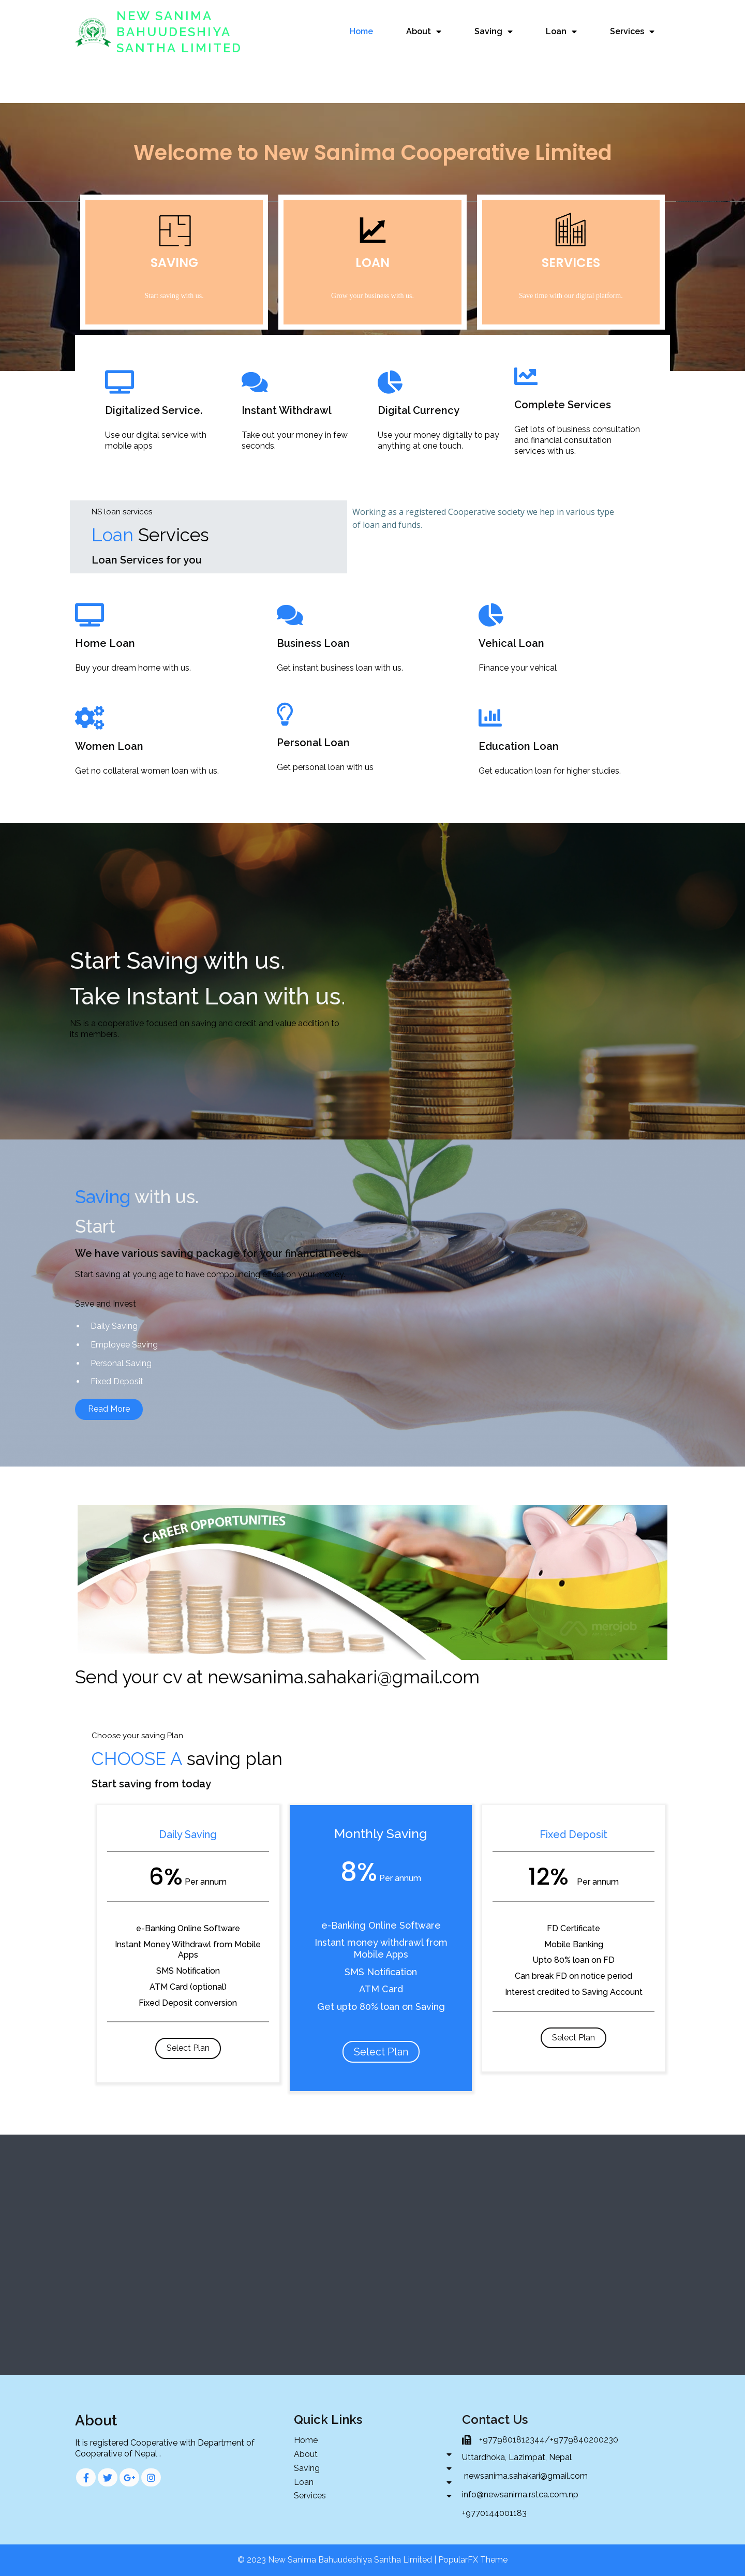 NEW SANIMA
BAHUUDESHIYA
SANTHA LIMITED
Home
About
Saving
Loan
Services
Welcome to New Sanima Cooperative Limited
SAVING
Start saving with us.
LOAN
Grow your business with us.
SERVICES
Save time with our digital platform.
Digitalized Service.
Use our digital service with
mobile apps
Instant Withdrawl
Take out your money in few
seconds.
Digital Currency
Use your money digitally to pay
anything at one touch.
Complete Services
Get lots of business consultation
and financial consultation
services with us.
NS loan services
Loan Services
Loan Services for you
Working as a registered Cooperative society we hep in various type
of loan and funds.
Home Loan
Buy your dream home with us.
Business Loan
Get instant business loan with us.
Vehical Loan
Finance your vehical
Women Loan
Get no collateral women loan with us.
Personal Loan
Get personal loan with us
Education Loan
Get education loan for higher studies.
Start Saving with us.
Take Instant Loan with us.
NS is a cooperative focused on saving and credit and value addition to
its members.
Saving with us.
Start
We have various saving package for your financial needs
Start saving at young age to have compounding
Save and Invest
• Daily Saving
• Employee Saving
• Personal Saving
• Fixed Deposit
Read More
CAREER OPPORTUNITIES
merojob
Send your cv at newsanima.sahakari@gmail.com
Choose your saving Plan
CHOOSE A saving plan
Start saving from today
Daily Saving
6% Per annum
e-Banking Online Software
Instant Money Withdrawl from Mobile
Apps
SMS Notification
ATM Card (optional)
Fixed Deposit conversion
Select Plan
Monthly Saving
8% Per annum
e-Banking Online Software
Instant money withdrawl from
Mobile Apps
SMS Notification
ATM Card
Get upto 80% loan on Saving
Select Plan
Fixed Deposit
12% Per annum
FD Certificate
Mobile Banking
Upto 80% loan on FD
Can break FD on notice period
Interest credited to Saving Account
Select Plan
About
It is registered Cooperative with Department of
Cooperative of Nepal .
Quick Links
Home
About
Saving
Loan
Services
Contact Us
+9779801812344/+9779840200230
Uttardhoka, Lazimpat, Nepal
newsanima.sahakari@gmail.com
info@newsanima.rstca.com.np
+9770144001183
© 2023 New Sanima Bahuudeshiya Santha Limited | PopularFX Theme